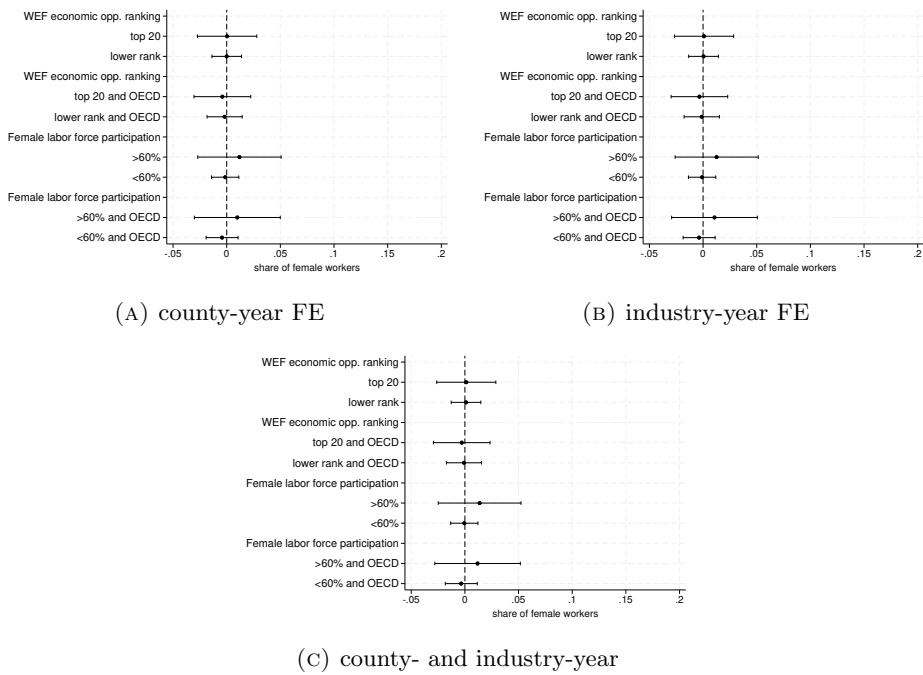 WEF economic opp. ranking
top 20
lower rank
WEF economic opp. ranking
top 20 and OECD
lower rank and OECD
Female labor force participation
>60%
<60%
Female labor force participation
>60% and OECD
<60% and OECD
-.05 0 .05 .1 .15 .2
share of female workers
(A) county-year FE
WEF economic opp. ranking
top 20
lower rank
WEF economic opp. ranking
top 20 and OECD
lower rank and OECD
Female labor force participation
>60%
<60%
Female labor force participation
>60% and OECD
<60% and OECD
-.05 0 .05 .1 .15 .2
share of female workers
(B) industry-year FE
WEF economic opp. ranking
top 20
lower rank
WEF economic opp. ranking
top 20 and OECD
lower rank and OECD
Female labor force participation
>60%
<60%
Female labor force participation
>60% and OECD
<60% and OECD
-.05 0 .05 .1 .15 .2
share of female workers
(C) county- and industry-year